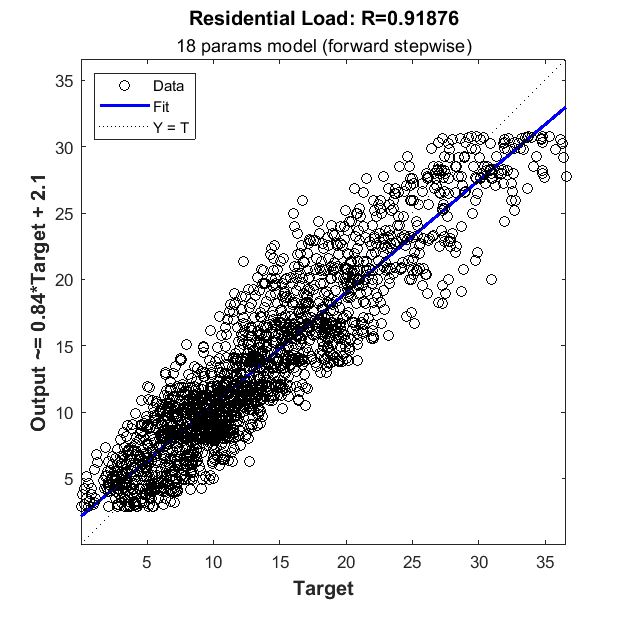 Residential Load: R=0.91876
18 params model (forward stepwise)
Data
Fit
Y = T
Output ~= 0.84*Target + 2.1
35
30
25
20
15
10
5
5 10 15 20 25 30 35
Target